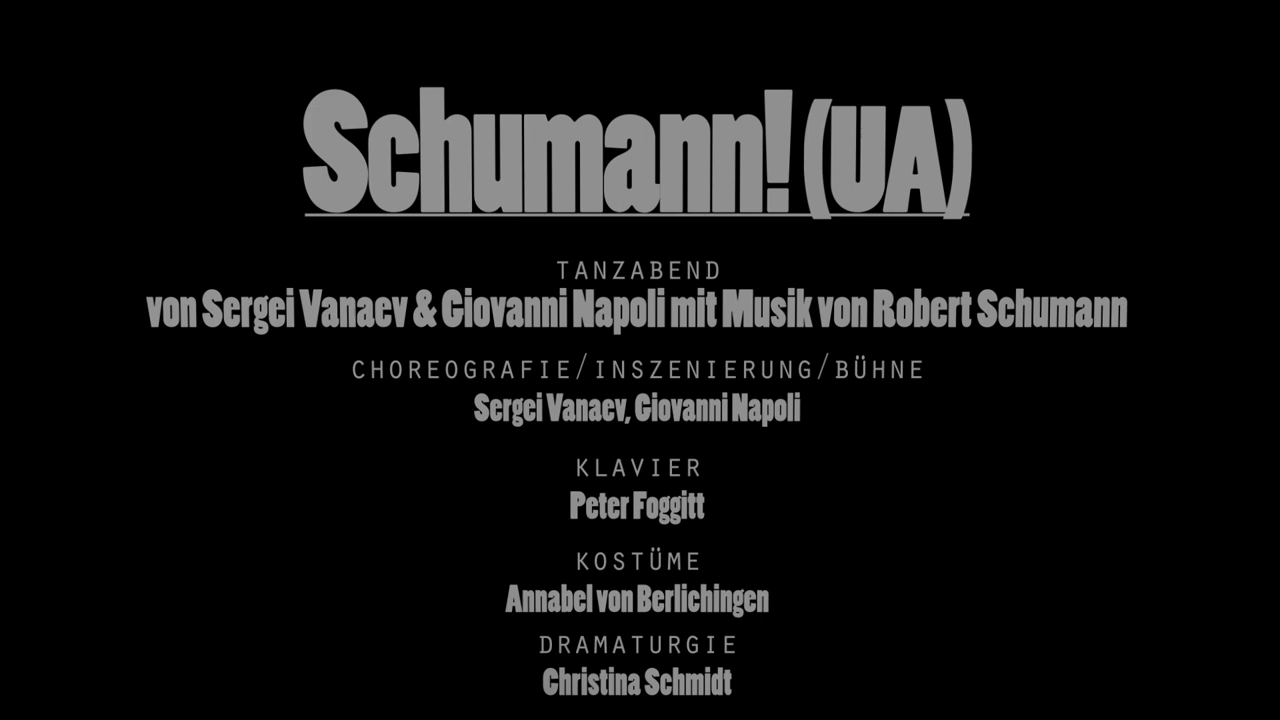 Schumann! (UA)
TANZABEND
von Sergei Vanaev & Giovanni Napoli mit Musik von Robert Schumann
CHOREOGRAFIE/INSZENIERUNG/BÜHNE
Sergei Vanaev, Giovanni Napoli
KLAVIER
Peter Foggitt
KOSTÜME
Annabel von Berlichingen
DRAMATURGIE
Christina Schmidt